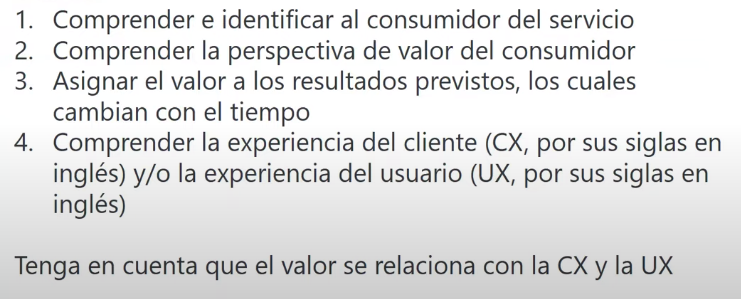 1. Comprender e identificar al consumidor del servicio
2. Comprender la perspectiva de valor del consumidor
3. Asignar el valor a los resultados previstos, los cuales
cambian con el tiempo
4. Comprender la experiencia del cliente (CX, por sus siglas en
inglés) y/o la experiencia del usuario (UX, por sus siglas en
inglés)
Tenga en cuenta que el valor se relaciona con la CX y la UX